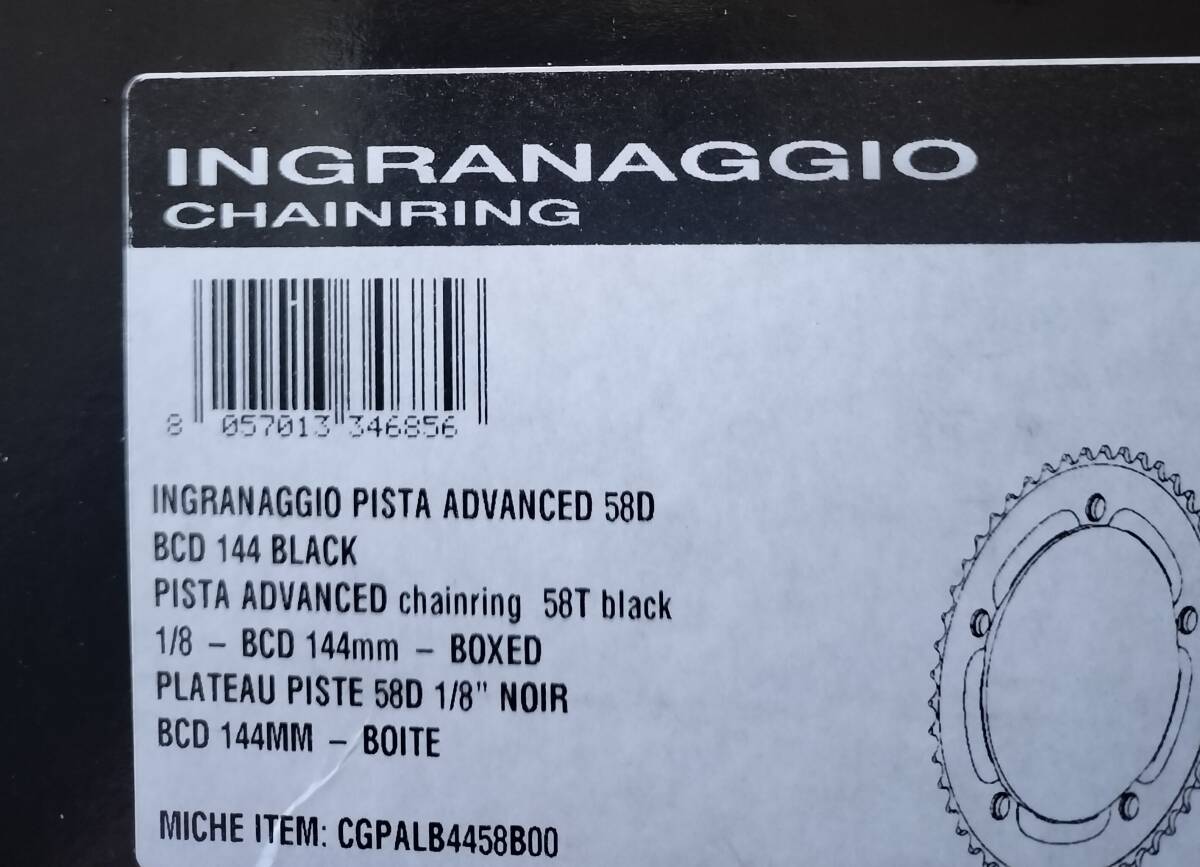 INGRANAGGIO
CHAINRING
8 057013 346856
INGRANAGGIO PISTA ADVANCED 58D
BCD 144 BLACK
PISTA ADVANCED chainring 58T black
1/8 – BCD 144mm – BOXED
PLATEAU PISTE 58D 1/8" NOIR
BCD 144MM – BOITE
MICHE ITEM: CGPALB4458B00